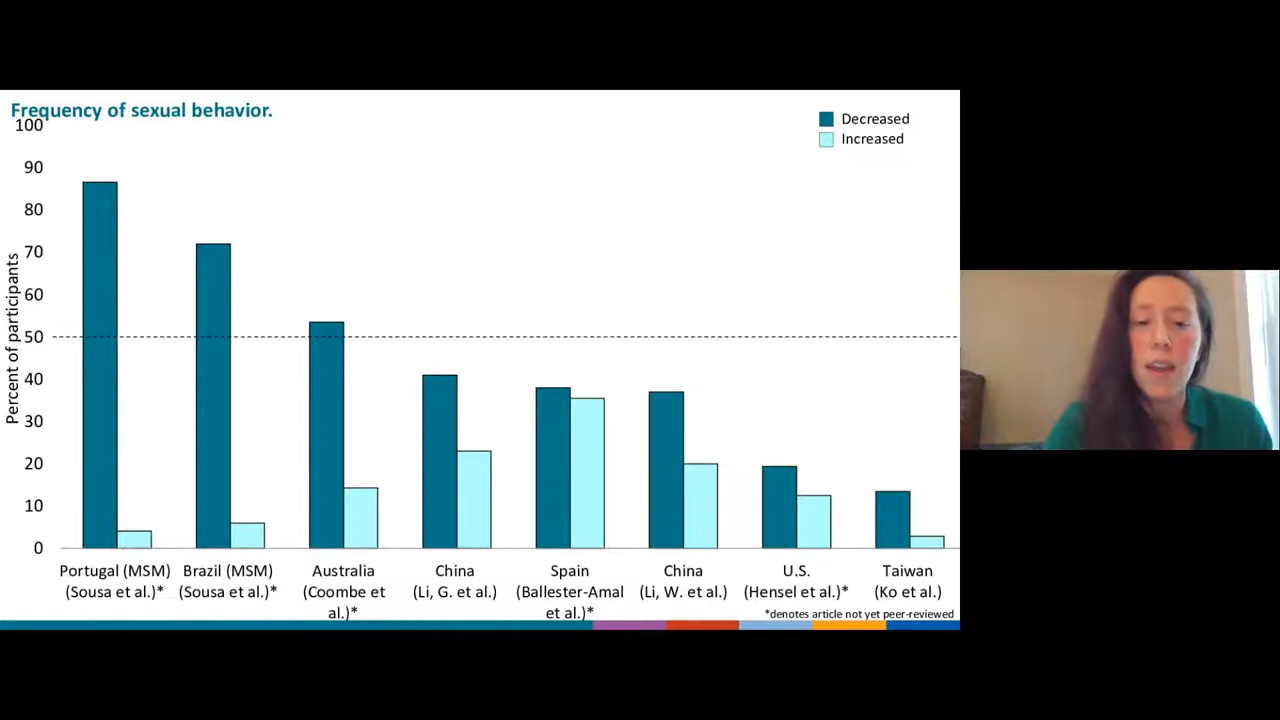 Frequency of sexual behavior.
Decreased
Increased
Percent of participants
100
90
80
70
60
50
40
30
20
10
0
Portugal (MSM)
(Sousa et al.)*
Brazil (MSM)
(Sousa et al.)*
Australia
(Coombe et
al.)*
China
(Li, G. et al.)
Spain
(Ballester-Arnal
et al.)*
China
(Li, W. et al.)
U.S.
(Hensel et al.)*
Taiwan
(Ko et al.)
*denotes article not yet peer-reviewed